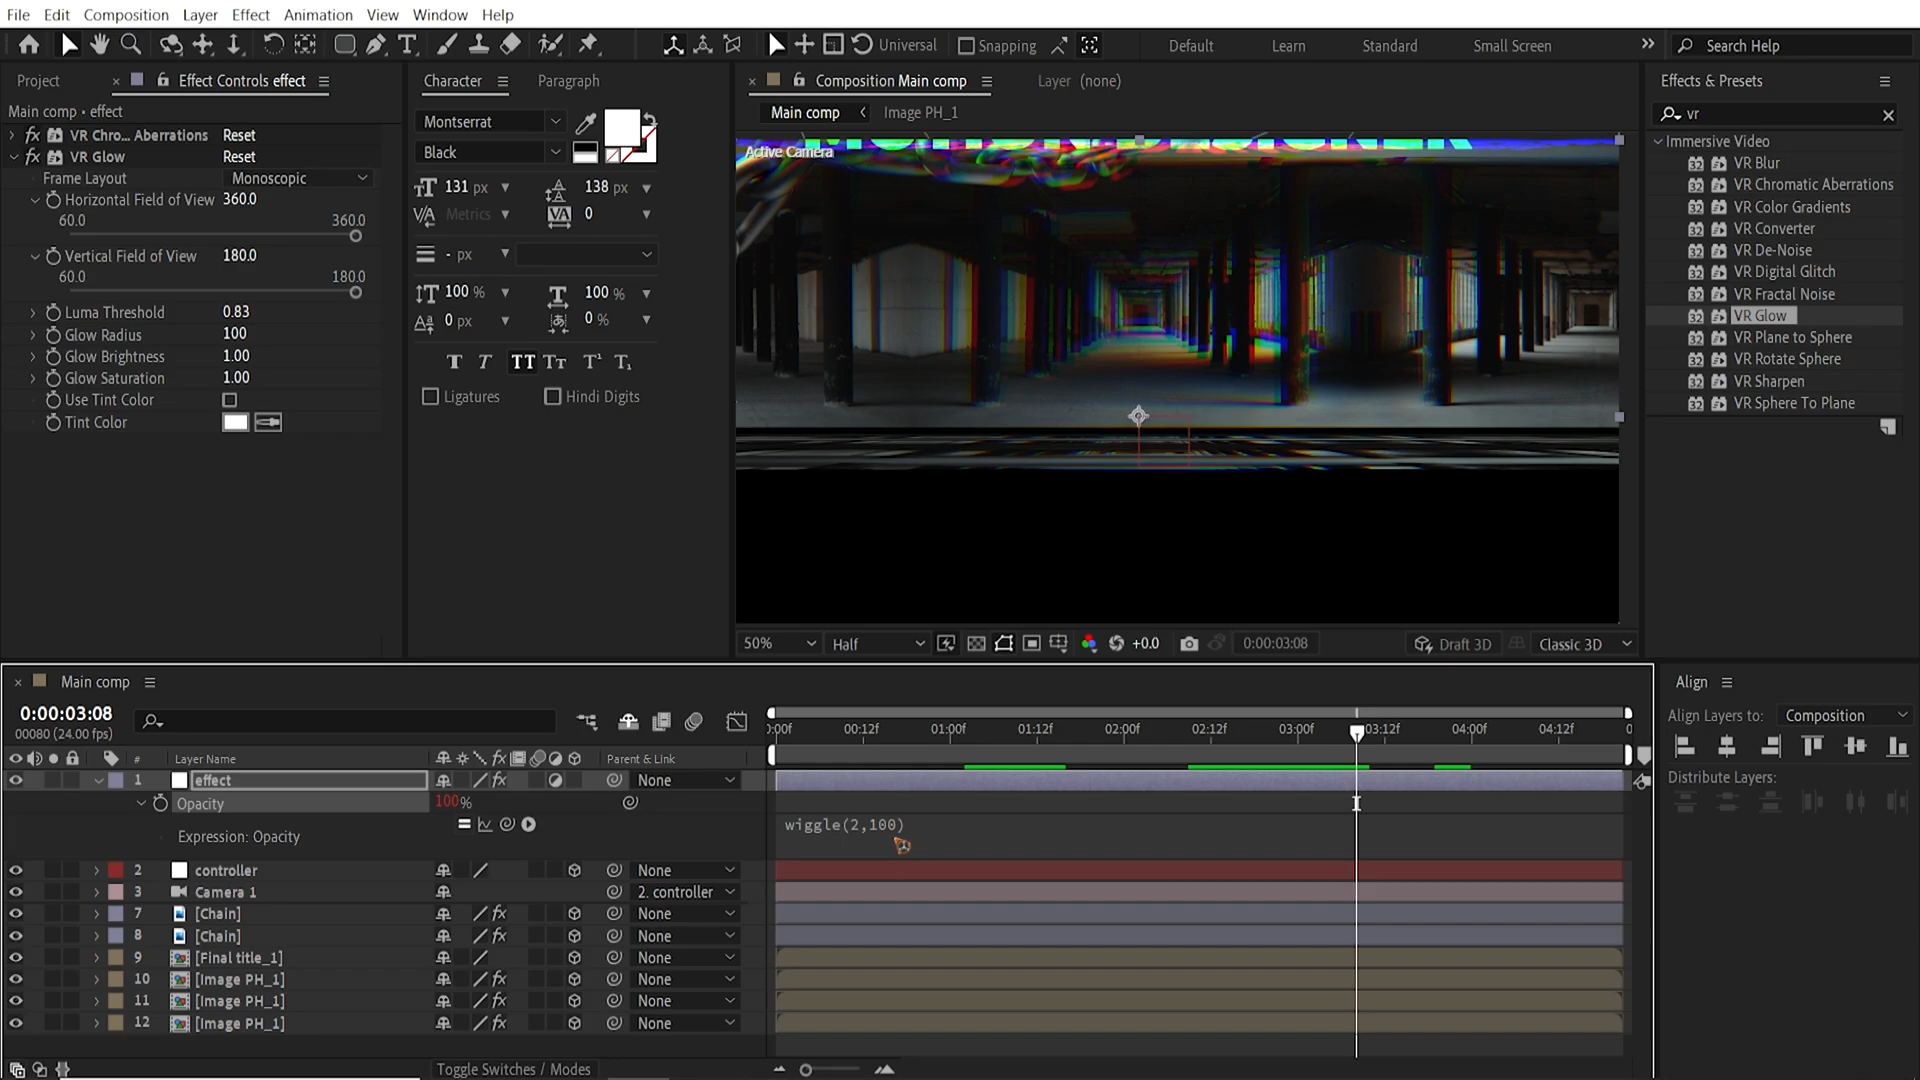 File Edit Composition Layer Effect Animation View Window Help
Universal Snapping Default Learn Standard Small Screen Search Help
Project Effect Controls effect Character Paragraph Composition Main comp Layer (none) Effects & Presets
Main comp • effect
fx VR Chro... Aberrations Reset
fx VR Glow Reset
Frame Layout Monoscopic
Horizontal Field of View 360.0
60.0 360.0
Vertical Field of View 180.0
60.0 180.0
Luma Threshold 0.83
Glow Radius 100
Glow Brightness 1.00
Glow Saturation 1.00
Use Tint Color
Tint Color
Montserrat
Black
131 px 138 px
Metrics 0
- px
100 % 100 %
0 px 0 %
Ligatures Hindi Digits
Main comp Image PH_1
Active Camera
50% Half +0.0 0:00:03:08 Draft 3D Classic 3D
vr
Immersive Video
VR Blur
VR Chromatic Aberrations
VR Color Gradients
VR Converter
VR De-Noise
VR Digital Glitch
VR Fractal Noise
VR Glow
VR Plane to Sphere
VR Rotate Sphere
VR Sharpen
VR Sphere To Plane
Main comp
0:00:03:08
00080 (24.00 fps)
:00f 00:12f 01:00f 01:12f 02:00f 02:12f 03:00f 03:12f 04:00f 04:12f 0
# Layer Name Parent & Link
1 effect None
Opacity 100%
Expression: Opacity wiggle(2,100)
2 controller None
3 Camera 1 2. controller
7 [Chain] None
8 [Chain] None
9 [Final title_1] None
10 [Image PH_1] None
11 [Image PH_1] None
12 [Image PH_1] None
Toggle Switches / Modes
Align
Align Layers to: Composition
Distribute Layers: